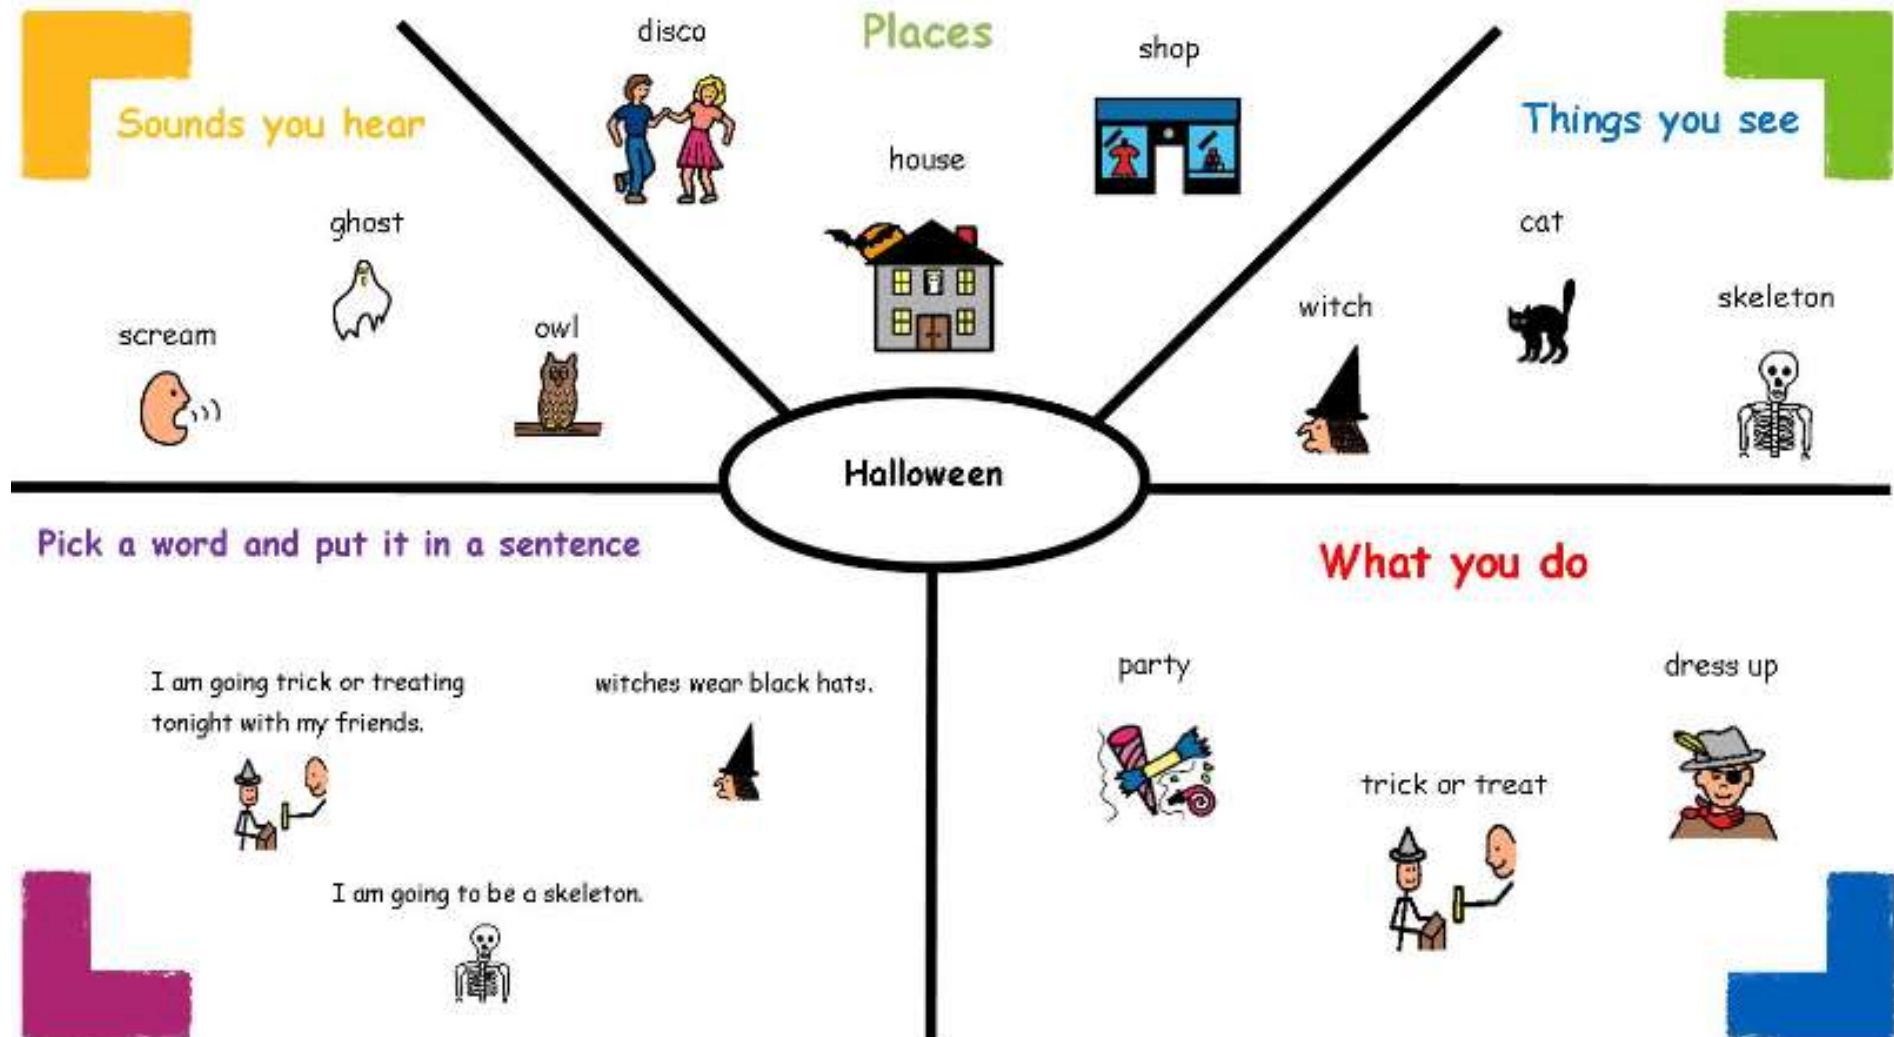 Sounds you hear
scream
ghost
owl
Places
disco
house
shop
Things you see
witch
cat
skeleton
Halloween
Pick a word and put it in a sentence
I am going trick or treating
tonight with my friends.
witches wear black hats.
I am going to be a skeleton.
What you do
party
trick or treat
dress up